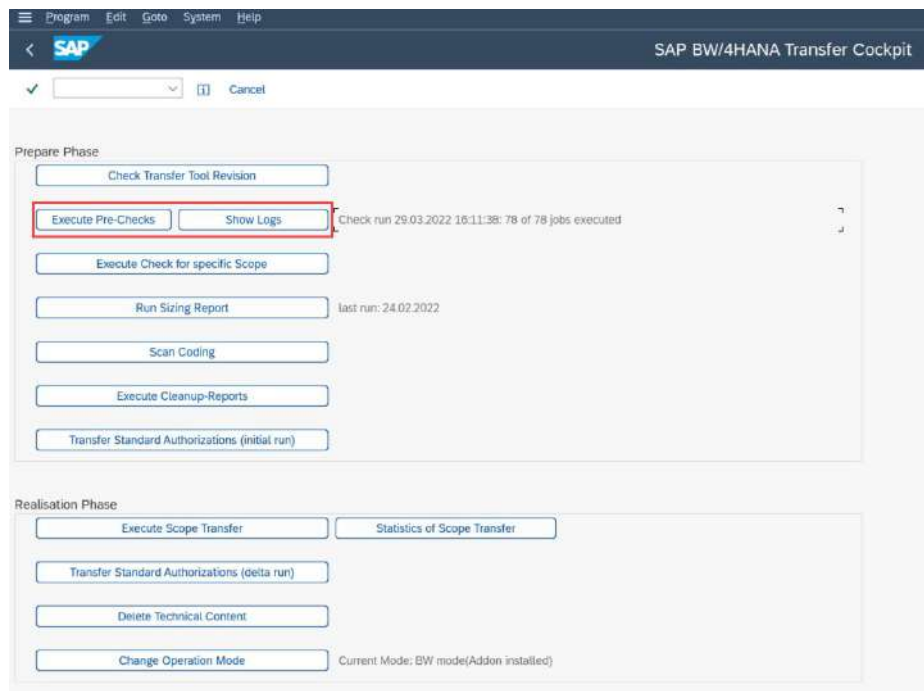 Program Edit Goto System Help
SAP SAP BW/4HANA Transfer Cockpit
Cancel
Prepare Phase
Check Transfer Tool Revision
Execute Pre-Checks Show Logs Check run 29.03.2022 16:11:38: 78 of 78 jobs executed
Execute Check for specific Scope
Run Sizing Report last run: 24.02.2022
Scan Coding
Execute Cleanup-Reports
Transfer Standard Authorizations (initial run)
Realisation Phase
Execute Scope Transfer Statistics of Scope Transfer
Transfer Standard Authorizations (delta run)
Delete Technical Content
Change Operation Mode Current Mode: BW mode(Addon installed)